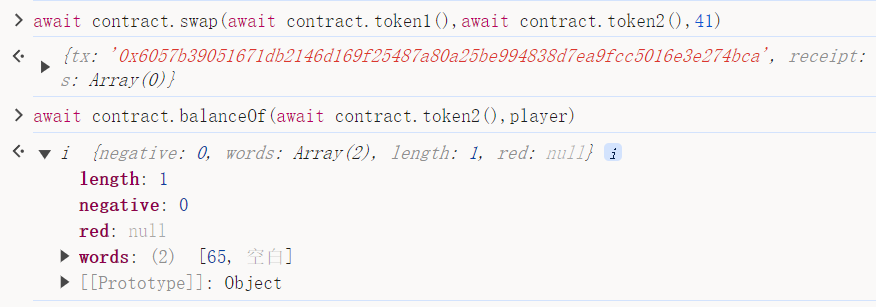 > await contract.swap(await contract.token1(),await contract.token2(),41)
{tx: '0x6057b39051671db2146d169f25487a80a25be994838d7ea9fcc5016e3e274bca', receipt:
s: Array(0)}
> await contract.balanceOf(await contract.token2(),player)
i {negative: 0, words: Array(2), length: 1, red: null} i
length: 1
negative: 0
red: null
words: (2) [65, 空白]
[[Prototype]]: Object